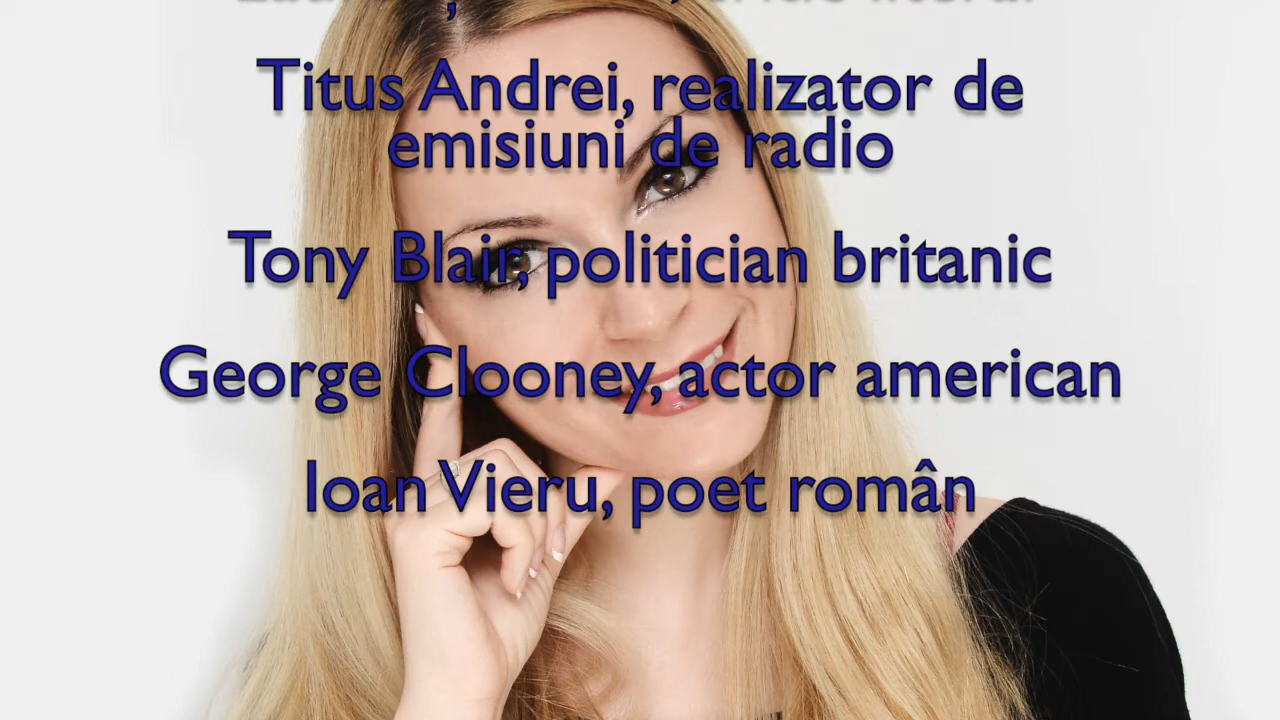 Titus Andrei, realizator de
emisiuni de radio
Tony Blair, politician britanic
George Clooney, actor american
Ioan Vieru, poet român